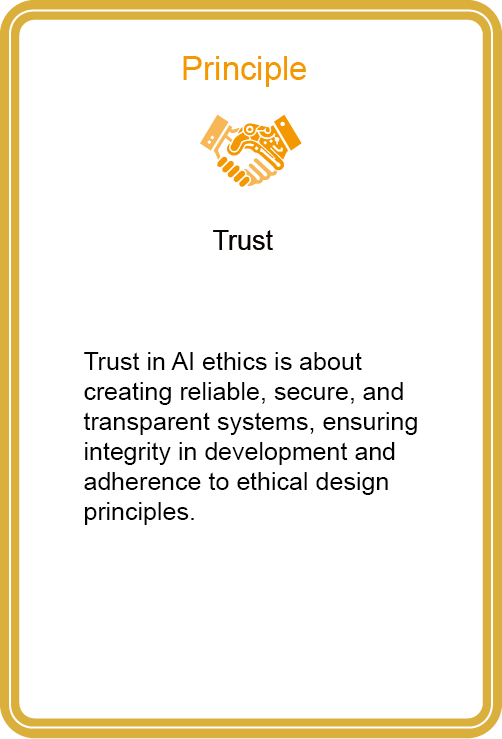 Principle
Trust
Trust in AI ethics is about
creating reliable, secure, and
transparent systems, ensuring
integrity in development and
adherence to ethical design
principles.